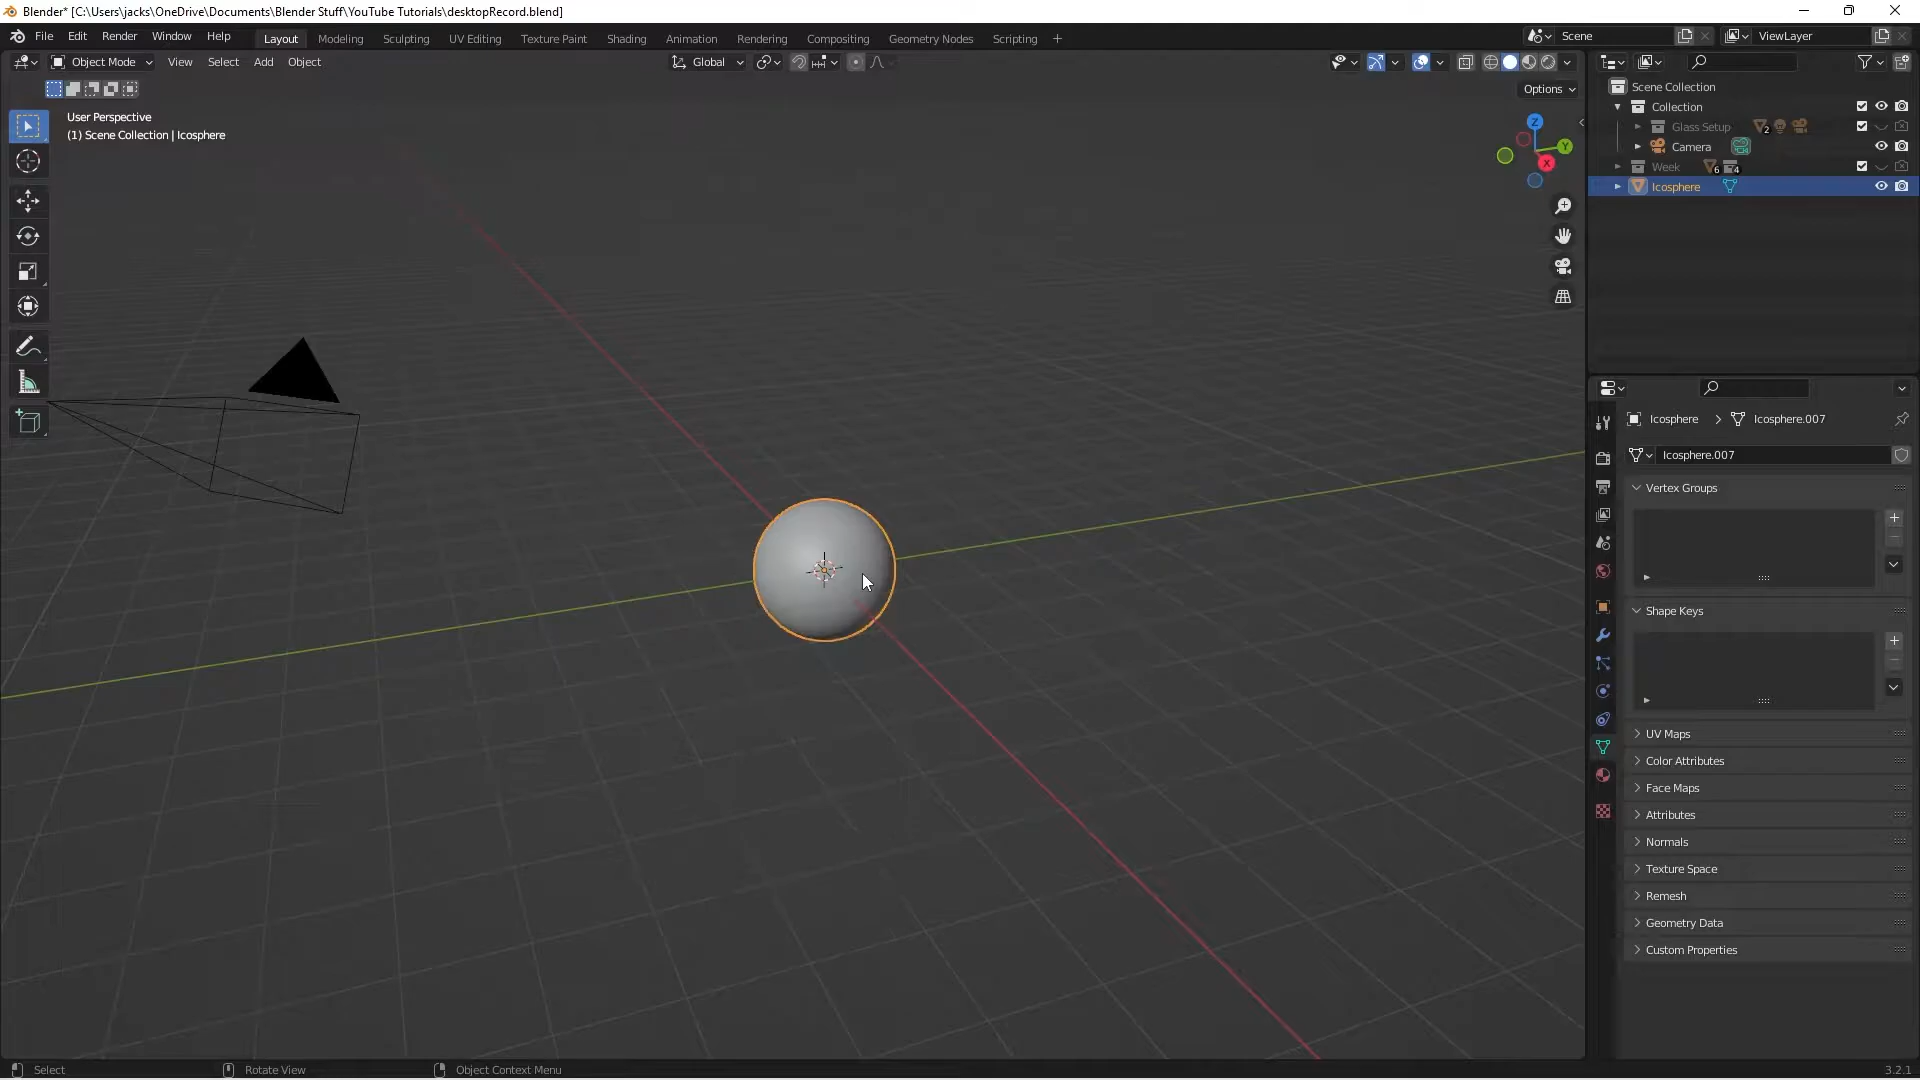 Blender* [C:\Users\jacks\OneDrive\Documents\Blender Stuff\YouTube Tutorials\desktopRecord.blend]
File Edit Render Window Help Layout Modeling Sculpting UV Editing Texture Paint Shading Animation Rendering Compositing Geometry Nodes Scripting + Scene ViewLayer
Object Mode View Select Add Object Global
Options
User Perspective
(1) Scene Collection | Icosphere
Z
Y
X
Scene Collection
Collection
Glass Setup 2
Camera
Week 6 4
Icosphere
Icosphere > Icosphere.007
Icosphere.007
Vertex Groups
Shape Keys
UV Maps
Color Attributes
Face Maps
Attributes
Normals
Texture Space
Remesh
Geometry Data
Custom Properties
Select Rotate View Object Context Menu 3.2.1